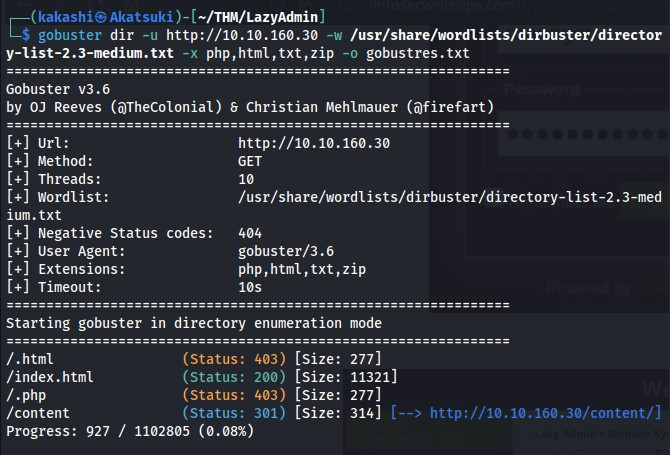 ┌──(kakashi㉿Akatsuki)-[~/THM/LazyAdmin]
└─$ gobuster dir -u http://10.10.160.30 -w /usr/share/wordlists/dirbuster/director
y-list-2.3-medium.txt -x php,html,txt,zip -o gobustres.txt
===============================================================
Gobuster v3.6
by OJ Reeves (@TheColonial) & Christian Mehlmauer (@firefart)
===============================================================
[+] Url:                     http://10.10.160.30
[+] Method:                  GET
[+] Threads:                 10
[+] Wordlist:                /usr/share/wordlists/dirbuster/directory-list-2.3-med
ium.txt
[+] Negative Status codes:   404
[+] User Agent:              gobuster/3.6
[+] Extensions:              php,html,txt,zip
[+] Timeout:                 10s
===============================================================
Starting gobuster in directory enumeration mode
===============================================================
/.html                (Status: 403) [Size: 277]
/index.html           (Status: 200) [Size: 11321]
/.php                 (Status: 403) [Size: 277]
/content              (Status: 301) [Size: 314] [--> http://10.10.160.30/content/]
Progress: 927 / 1102805 (0.08%)
Password
Powered by